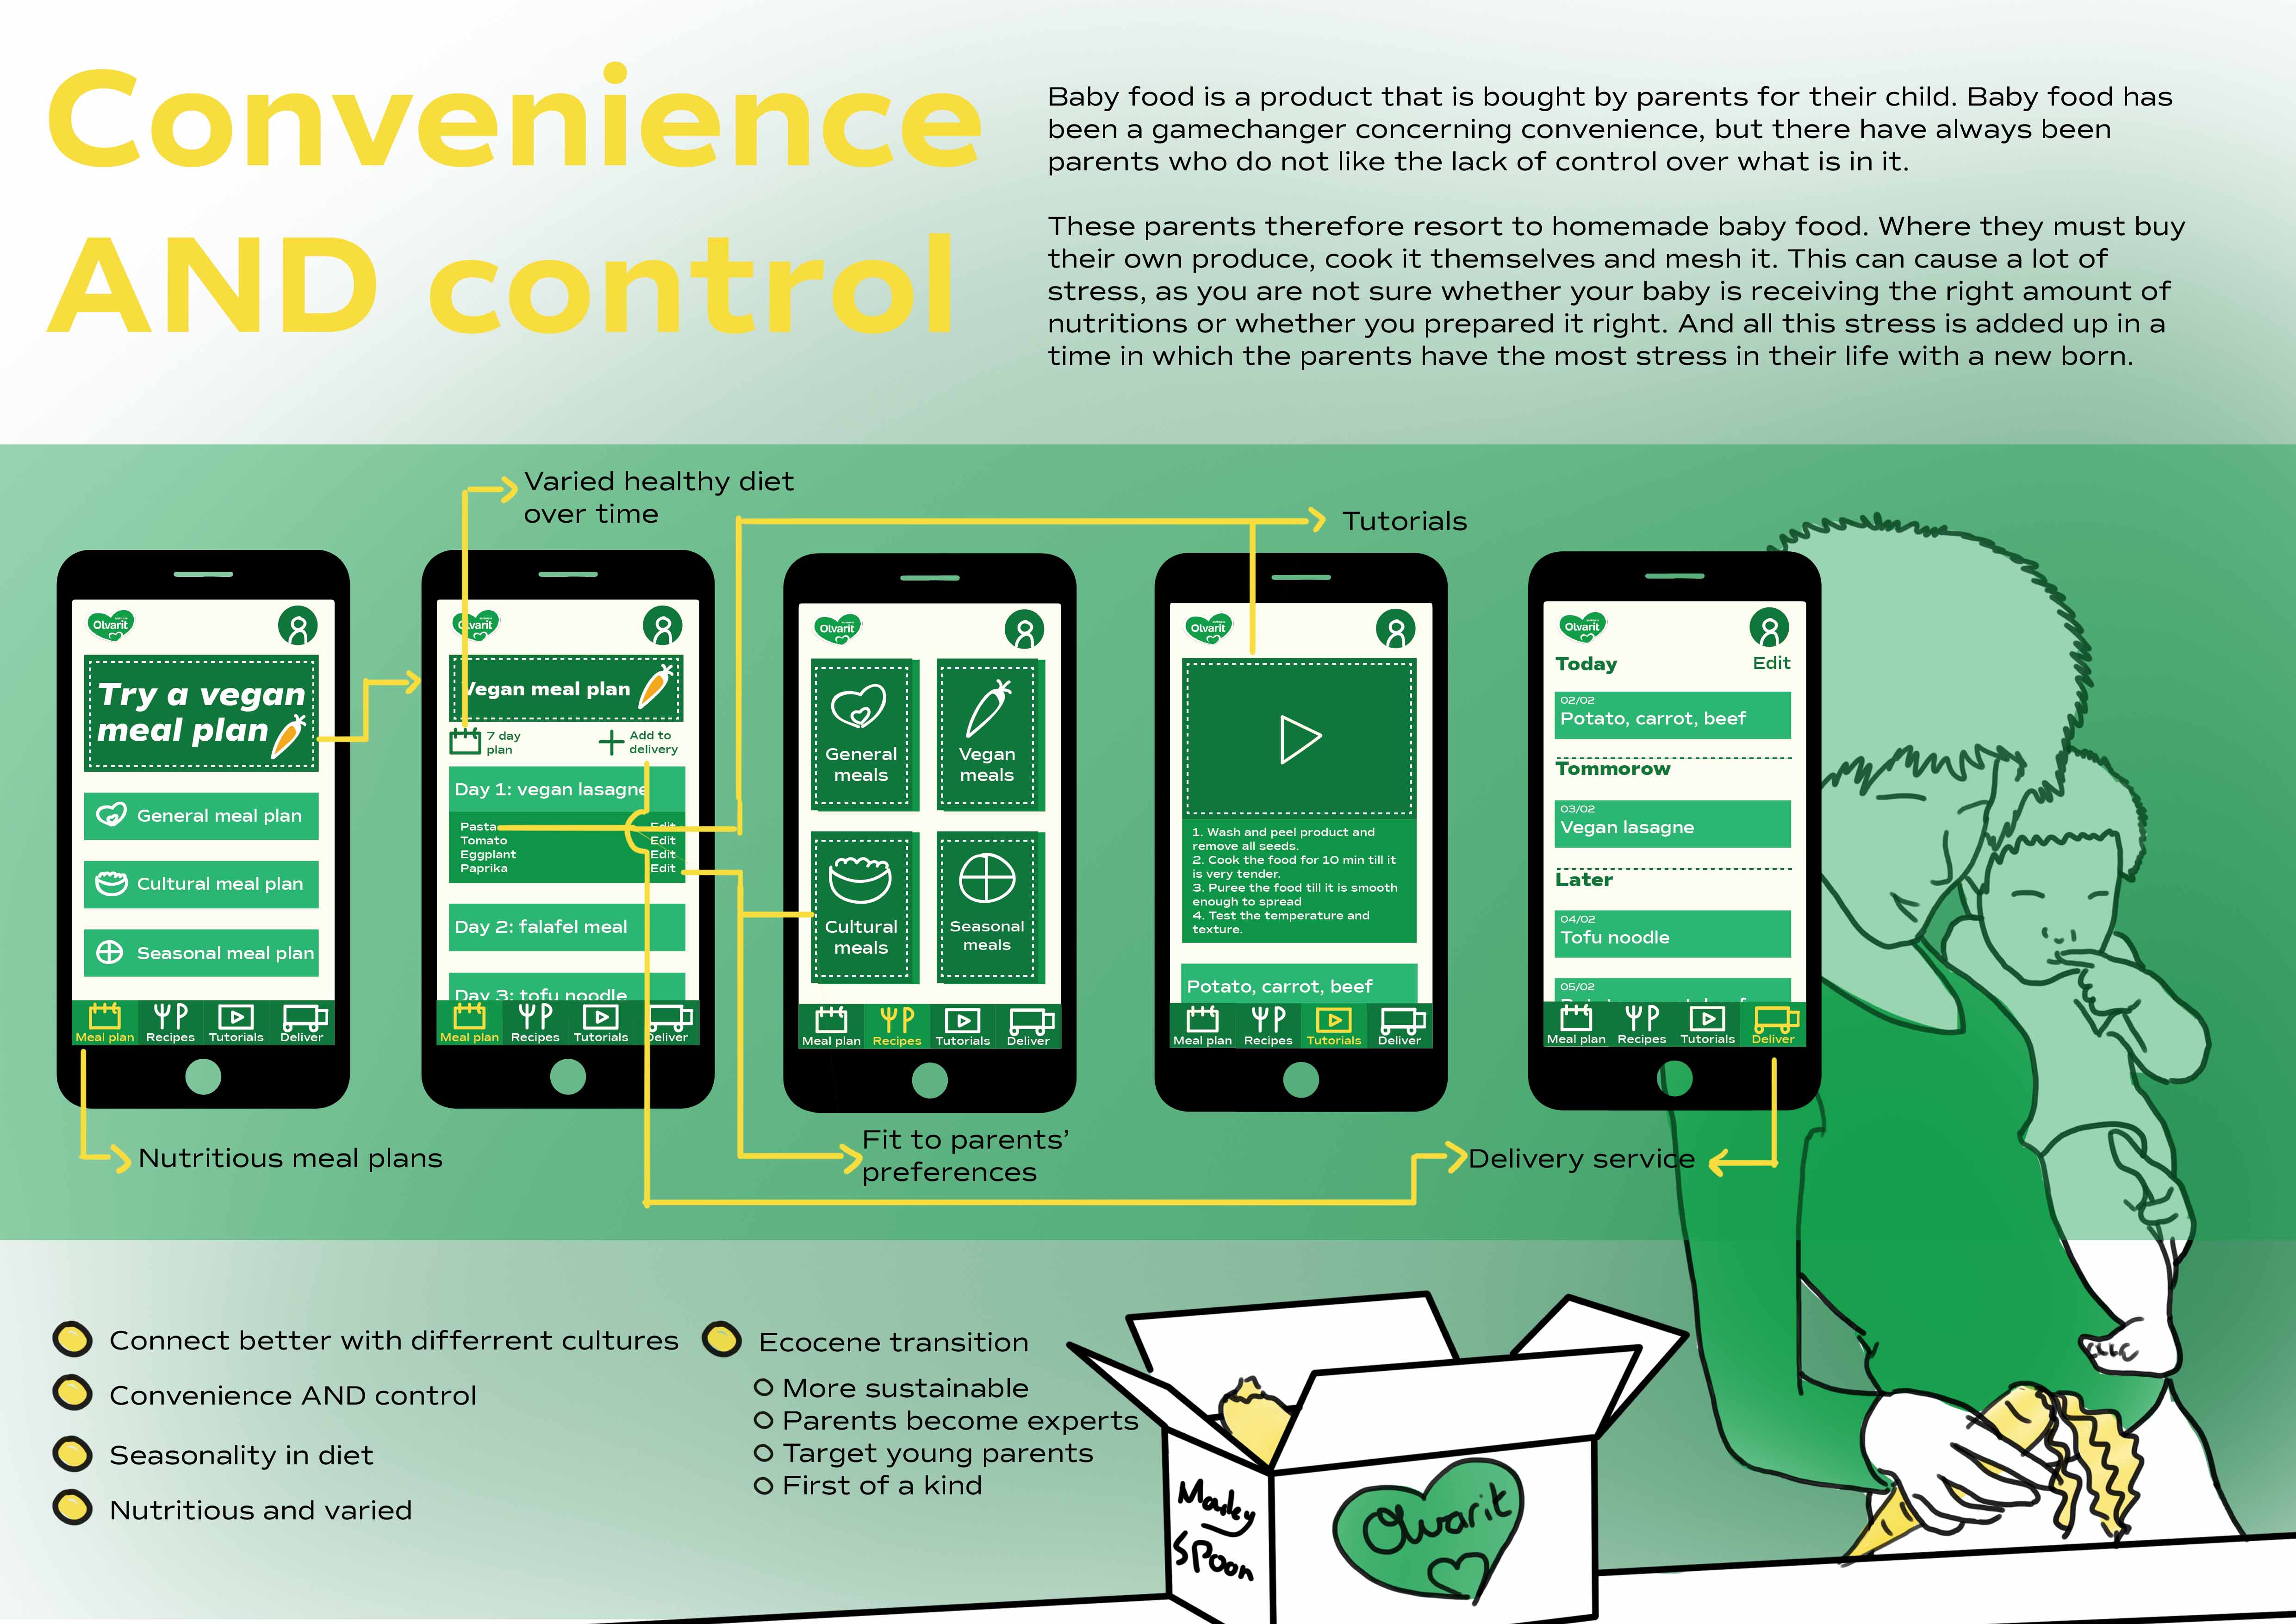 Convenience
AND control
Baby food is a product that is bought by parents for their child. Baby food has
been a gamechanger concerning convenience, but there have always been
parents who do not like the lack of control over what is in it.
These parents therefore resort to homemade baby food. Where they must buy
their own produce, cook it themselves and mesh it. This can cause a lot of
stress, as you are not sure whether your baby is receiving the right amount of
nutritions or whether you prepared it right. And all this stress is added up in a
time in which the parents have the most stress in their life with a new born.
Varied healthy diet
over time
Tutorials
Olvarit
Try a vegan
meal plan
General meal plan
Cultural meal plan
Seasonal meal plan
Meal plan
Recipes
Tutorials
Deliver
Olvarit
Vegan meal plan
7 day
plan
Add to
delivery
Day 1: vegan lasagne
Pasta Edit
Tomato Edit
Eggplant Edit
Paprika Edit
Day 2: falafel meal
Day 3: tofu noodle
Meal plan
Recipes
Tutorials
Deliver
Olvarit
General
meals
Vegan
meals
Cultural
meals
Seasonal
meals
Meal plan
Recipes
Tutorials
Deliver
Olvarit
1. Wash and peel product and
remove all seeds.
2. Cook the food for 10 min till it
is very tender.
3. Puree the food till it is smooth
enough to spread
4. Test the temperature and
texture.
Potato, carrot, beef
Meal plan
Recipes
Tutorials
Deliver
Olvarit
Today Edit
02/02
Potato, carrot, beef
Tommorow
03/02
Vegan lasagne
Later
04/02
Tofu noodle
05/02
Meal plan
Recipes
Tutorials
Deliver
Nutritious meal plans
Fit to parents'
preferences
Delivery service
Connect better with differrent cultures
Convenience AND control
Seasonality in diet
Nutritious and varied
Ecocene transition
More sustainable
Parents become experts
Target young parents
First of a kind
Marley
Spoon
Olvarit